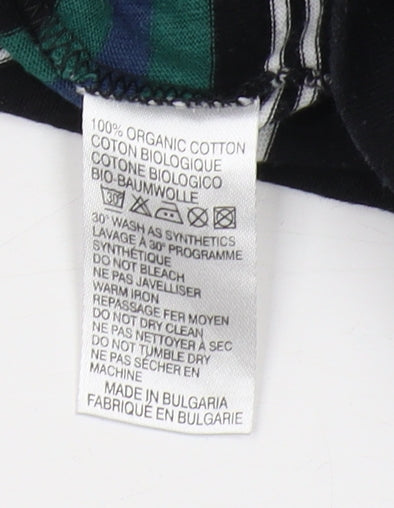 100% ORGANIC COTTON
COTON BIOLOGIQUE
COTONE BIOLOGICO
BIO-BAUMWOLLE
30°
30° WASH AS SYNTHETICS
LAVAGE À 30° PROGRAMME
SYNTHÉTIQUE
DO NOT BLEACH
NE PAS JAVELLISER
WARM IRON
REPASSAGE FER MOYEN
DO NOT DRY CLEAN
NE PAS NETTOYER À SEC
DO NOT TUMBLE DRY
NE PAS SÉCHER EN
MACHINE
MADE IN BULGARIA
FABRIQUÉ EN BULGARIE